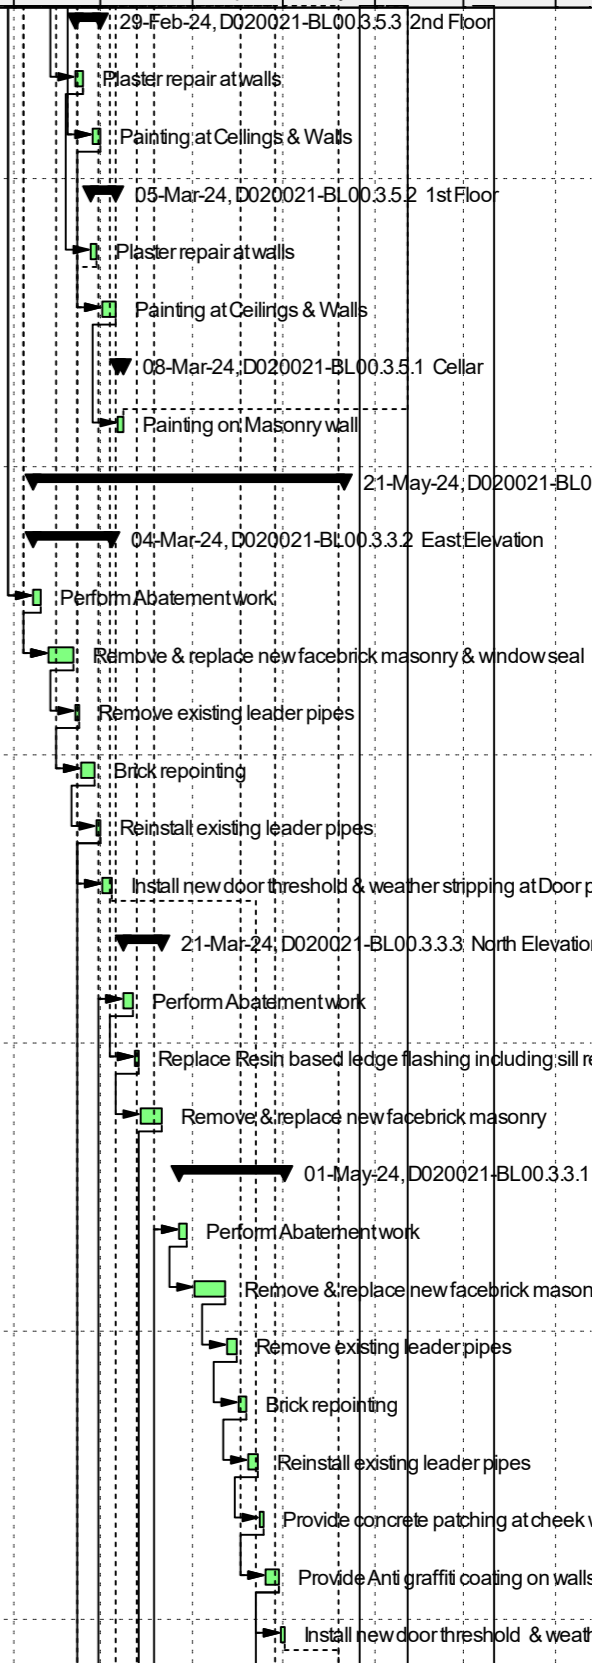 29-Feb-24, D020021-BL00.3.5.3 2nd Floor
Plaster repair at walls
Painting at Cellings & Walls
05-Mar-24, D020021-BL00.3.5.2 1st Floor
Plaster repair at walls
Painting at Ceilings & Walls
08-Mar-24, D020021-BL00.3.5.1 Cellar
Painting on Masonry wall
21-May-24, D020021-BL0
04-Mar-24, D020021-BL00.3.3.2 East Elevation
Perform Abatement work
Remove & replace new facebrick masonry & window seal
Remove existing leader pipes
Brick repointing
Reinstall existing leader pipes
Install new door threshold & weather stripping at Door p
21-Mar-24, D020021-BL00.3.3.3 North Elevation
Perform Abatement work
Replace Resin based ledge flashing including sill re
Remove & replace new facebrick masonry
01-May-24, D020021-BL00.3.3.1
Perform Abatement work
Remove & replace new facebrick mason
Remove existing leader pipes
Brick repointing
Reinstall existing leader pipes
Provide concrete patching at cheek w
Provide Anti graffiti coating on walls
Install new door threshold & weath